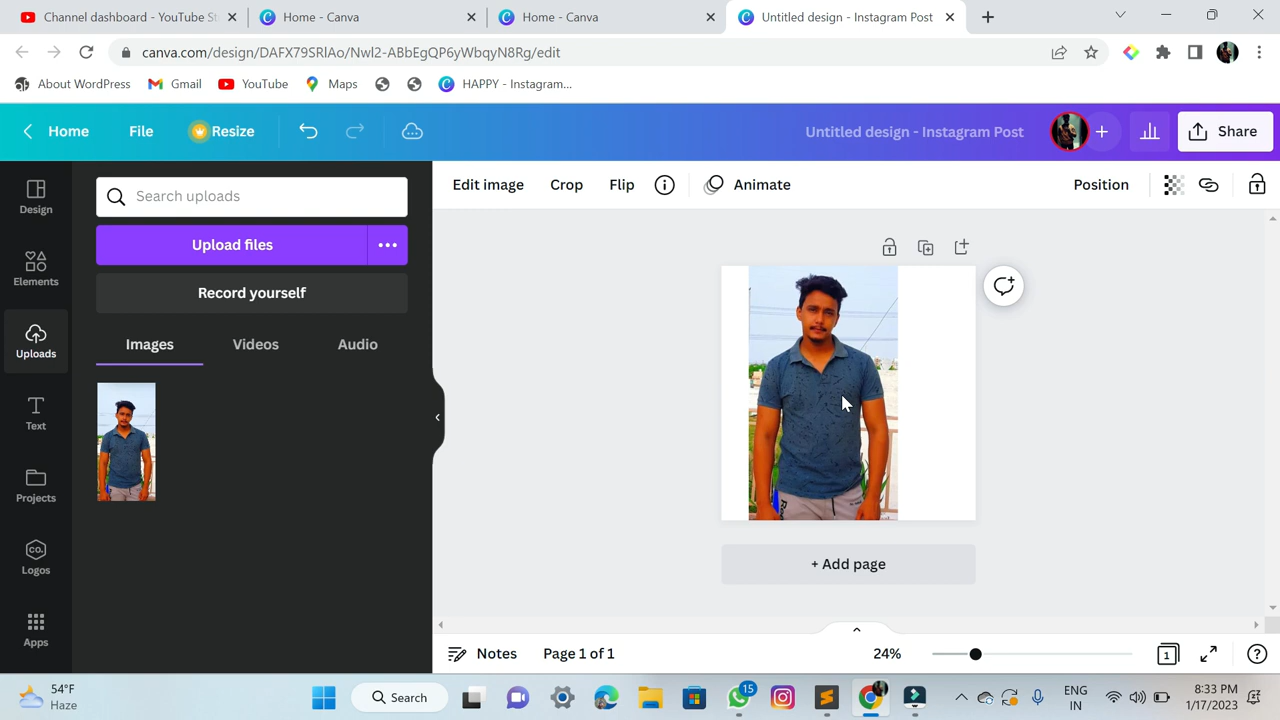 Channel dashboard - YouTube St
Home - Canva
Home - Canva
Untitled design - Instagram Post
canva.com/design/DAFX79SRlAo/Nwl2-ABbEgQP6yWbqyN8Rg/edit
About WordPress
Gmail
YouTube
Maps
HAPPY - Instagram...
Home
File
Resize
Untitled design - Instagram Post
Share
Design
Elements
Uploads
Text
Projects
CO.
Logos
Apps
Search uploads
Upload files
Record yourself
Images
Videos
Audio
Edit image
Crop
Flip
Animate
Position
+ Add page
Notes
Page 1 of 1
24%
1
54°F
Haze
Search
15
ENG
IN
8:33 PM
1/17/2023